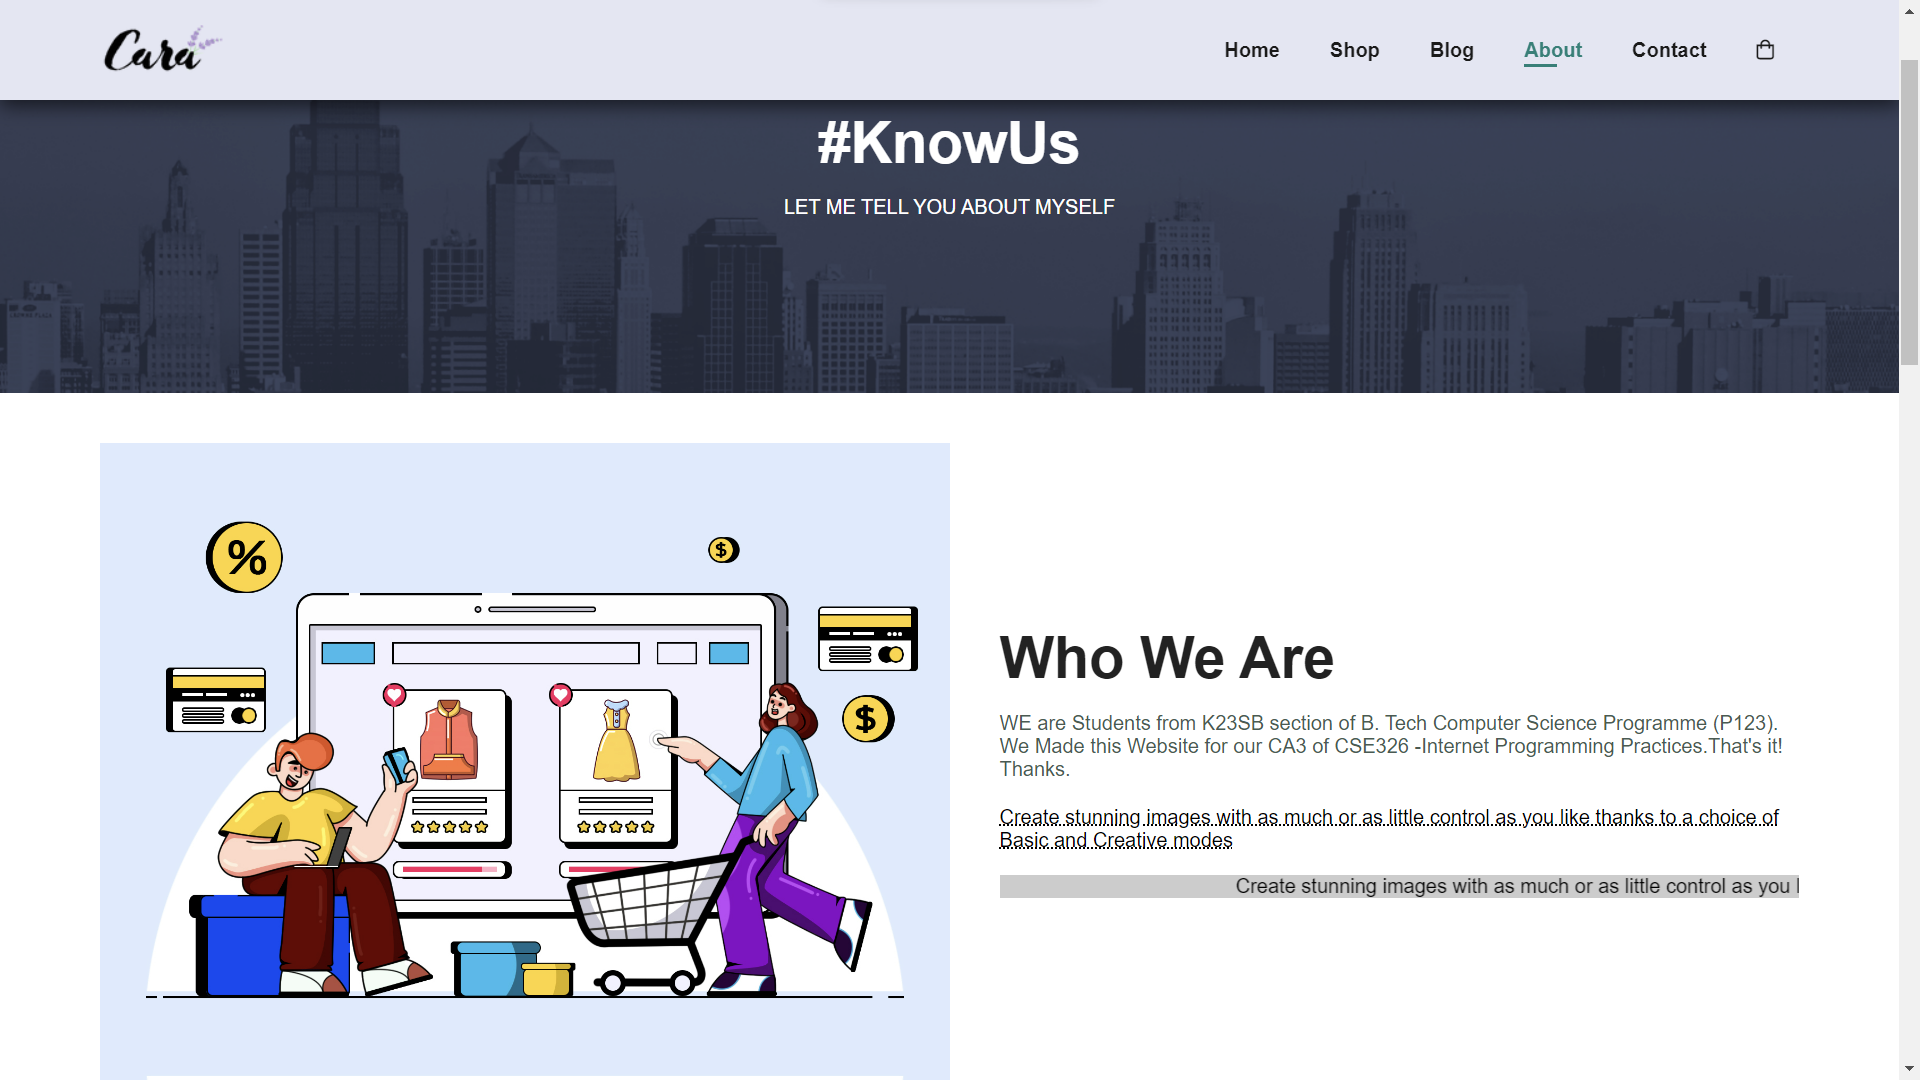 Cara
Home Shop Blog About Contact
#KnowUs
LET ME TELL YOU ABOUT MYSELF
%
$
$
Who We Are
WE are Students from K23SB section of B. Tech Computer Science Programme (P123).
We Made this Website for our CA3 of CSE326 -Internet Programming Practices.That's it!
Thanks.
Create stunning images with as much or as little control as you like thanks to a choice of
Basic and Creative modes
Create stunning images with as much or as little control as you l